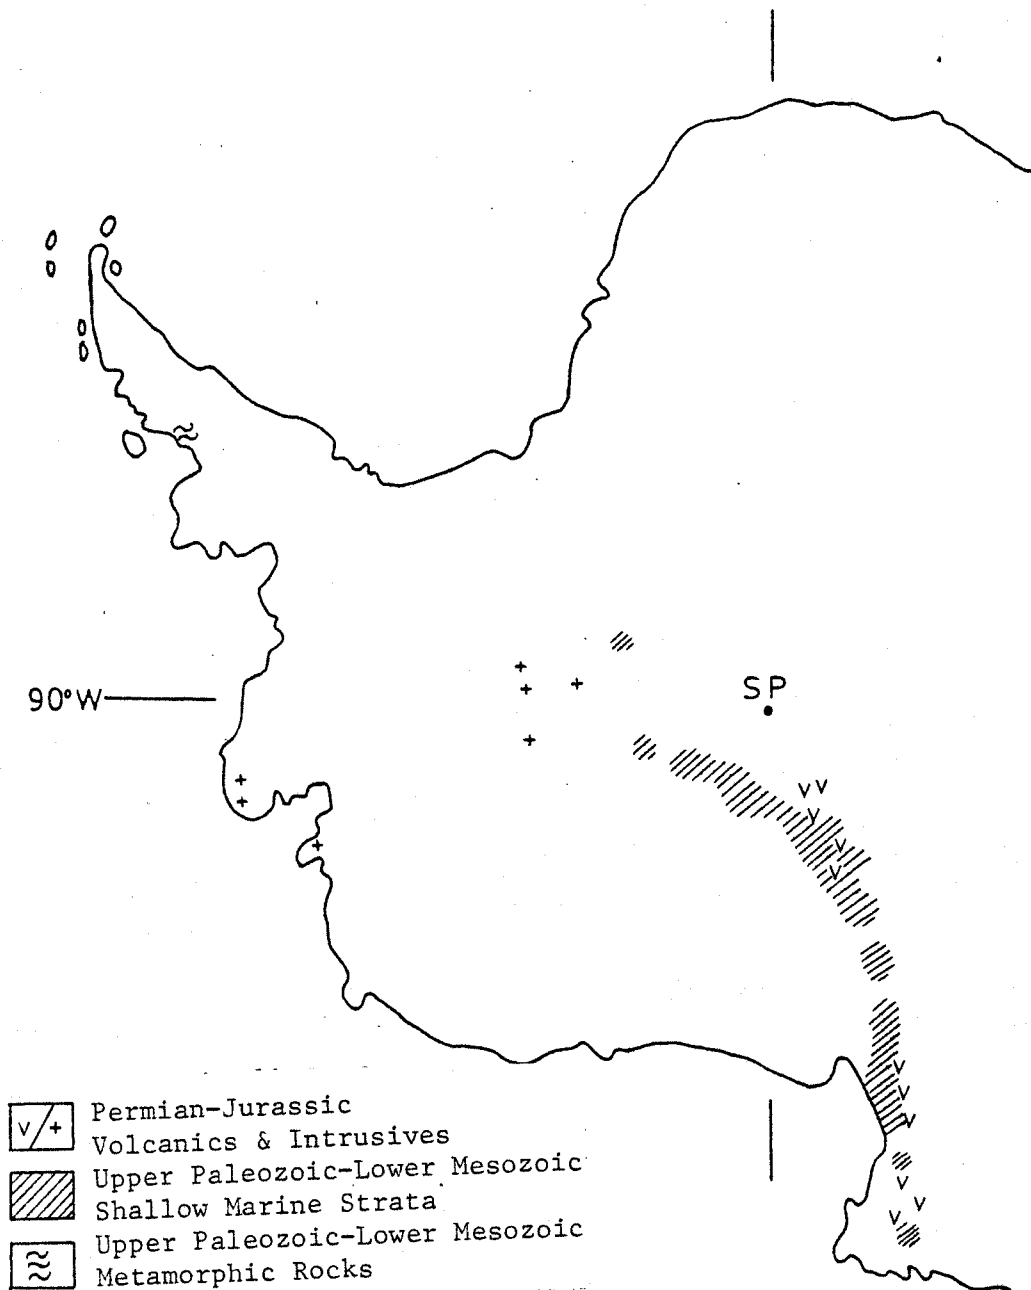 SP
90°W
v/+ Permian-Jurassic
Volcanics & Intrusives
Upper Paleozoic-Lower Mesozoic
Shallow Marine Strata
Upper Paleozoic-Lower Mesozoic
Metamorphic Rocks